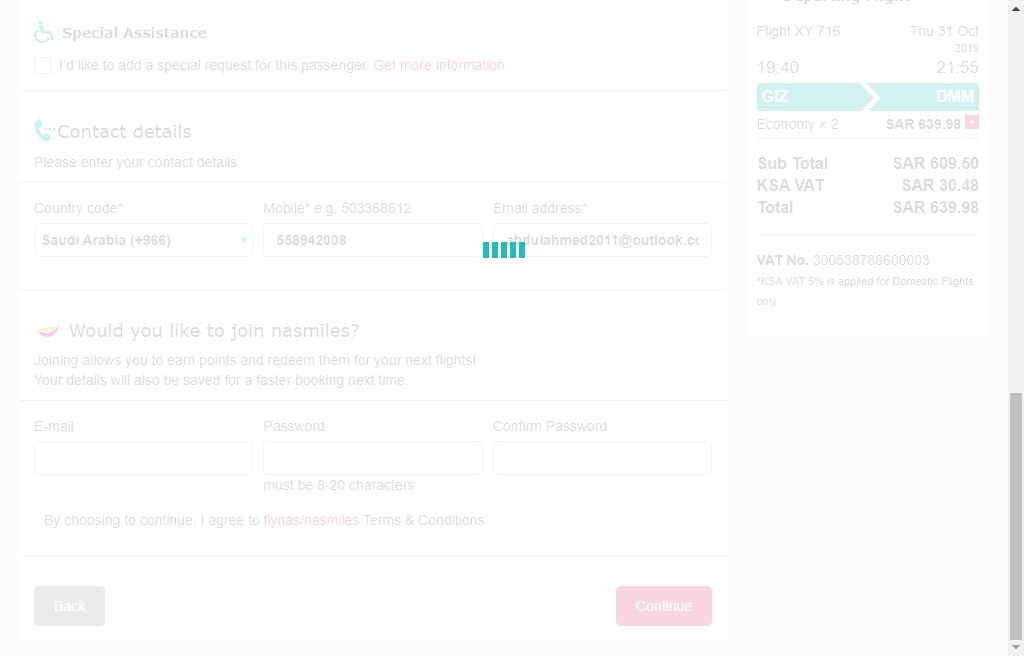 Special Assistance
I'd like to add a special request for this passenger. Get more information
Contact details
Please enter your contact details
Country code*
Mobile* e.g. 503368612
Email address*
Saudi Arabia (+966)
558942008
abdulahmed2011@outlook.cc
Would you like to join nasmiles?
Joining allows you to earn points and redeem them for your next flights!
Your details will also be saved for a faster booking next time.
E-mail
Password
Confirm Password
must be 8-20 characters
By choosing to continue, I agree to flynas/nasmiles Terms & Conditions
Back
Continue
Departing Flight
Flight XY 716
Thu 31 Oct
2019
19:40
21:55
GIZ
DMM
Economy × 2
SAR 639.98 +
Sub Total
SAR 609.50
KSA VAT
SAR 30.48
Total
SAR 639.98
VAT No. 300538788600003
*KSA VAT 5% is applied for Domestic Flights
only